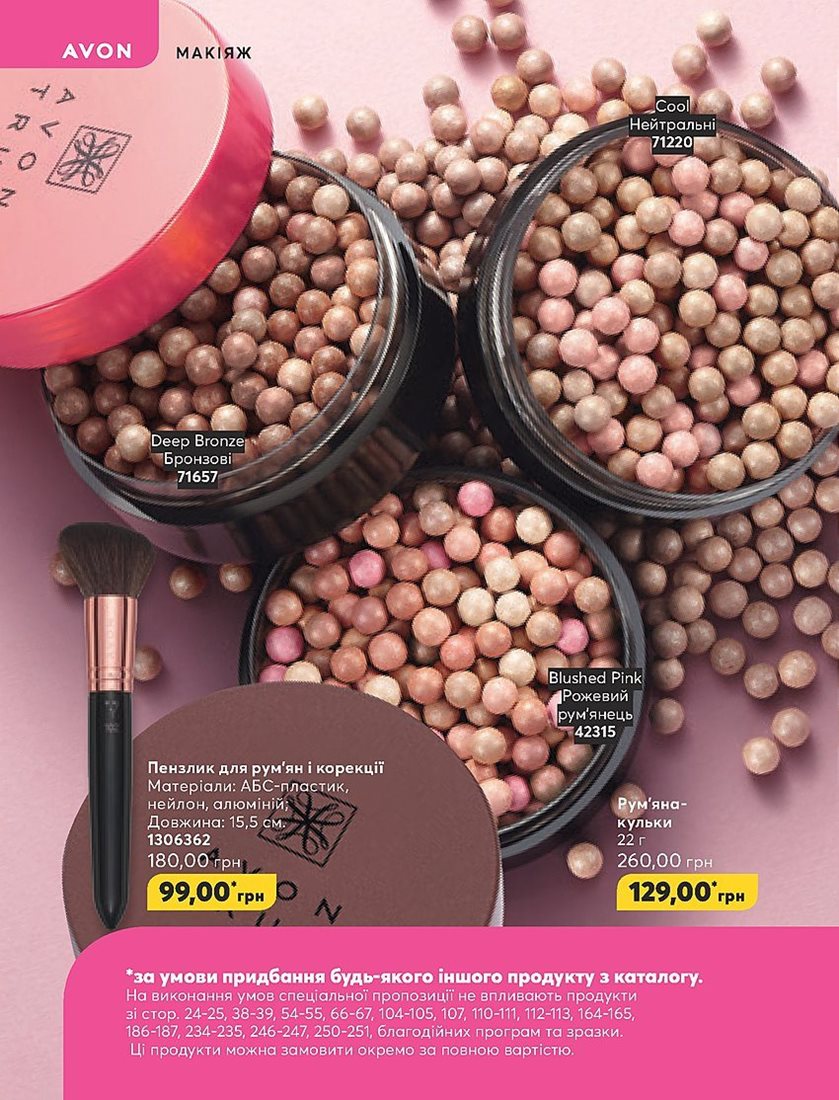 AVON
МАКІЯЖ
AVON
Cool
Нейтральні
71220
Deep Bronze
Бронзові
71657
Blushed Pink
Рожевий
рум'янець
42315
Пензлик для рум'ян і корекції
Матеріали: АБС-пластик,
нейлон, алюміній;
Довжина: 15,5 см.
1306362
180,00 грн
99,00*грн
Рум'яна-
кульки
22 г
260,00 грн
129,00*грн
AVON
*за умови придбання будь-якого іншого продукту з каталогу.
На виконання умов спеціальної пропозиції не впливають продукти
зі стор. 24-25, 38-39, 54-55, 66-67, 104-105, 107, 110-111, 112-113, 164-165,
186-187, 234-235, 246-247, 250-251, благодійних програм та зразки.
Ці продукти можна замовити окремо за повною вартістю.